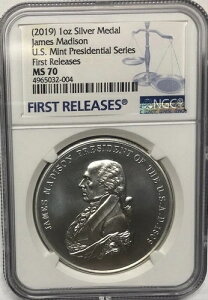 (2019) 1oz Silver Medal
James Madison
U.S. Mint Presidential Series
First Releases
MS 70
4965032-004
FIRST RELEASES
NGC
JAMES MADISON PRESIDENT OF THE U.S. A.D. 1809